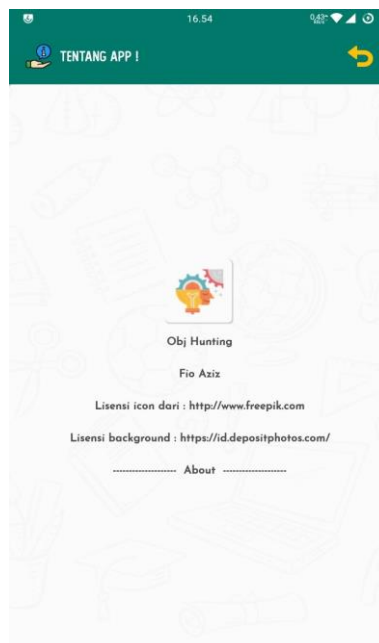 16.54
TENTANG APP !
Obj Hunting
Fio Aziz
Lisensi icon dari : http://www.freepik.com
Lisensi background : https://id.depositphotos.com/
-------------------- About --------------------